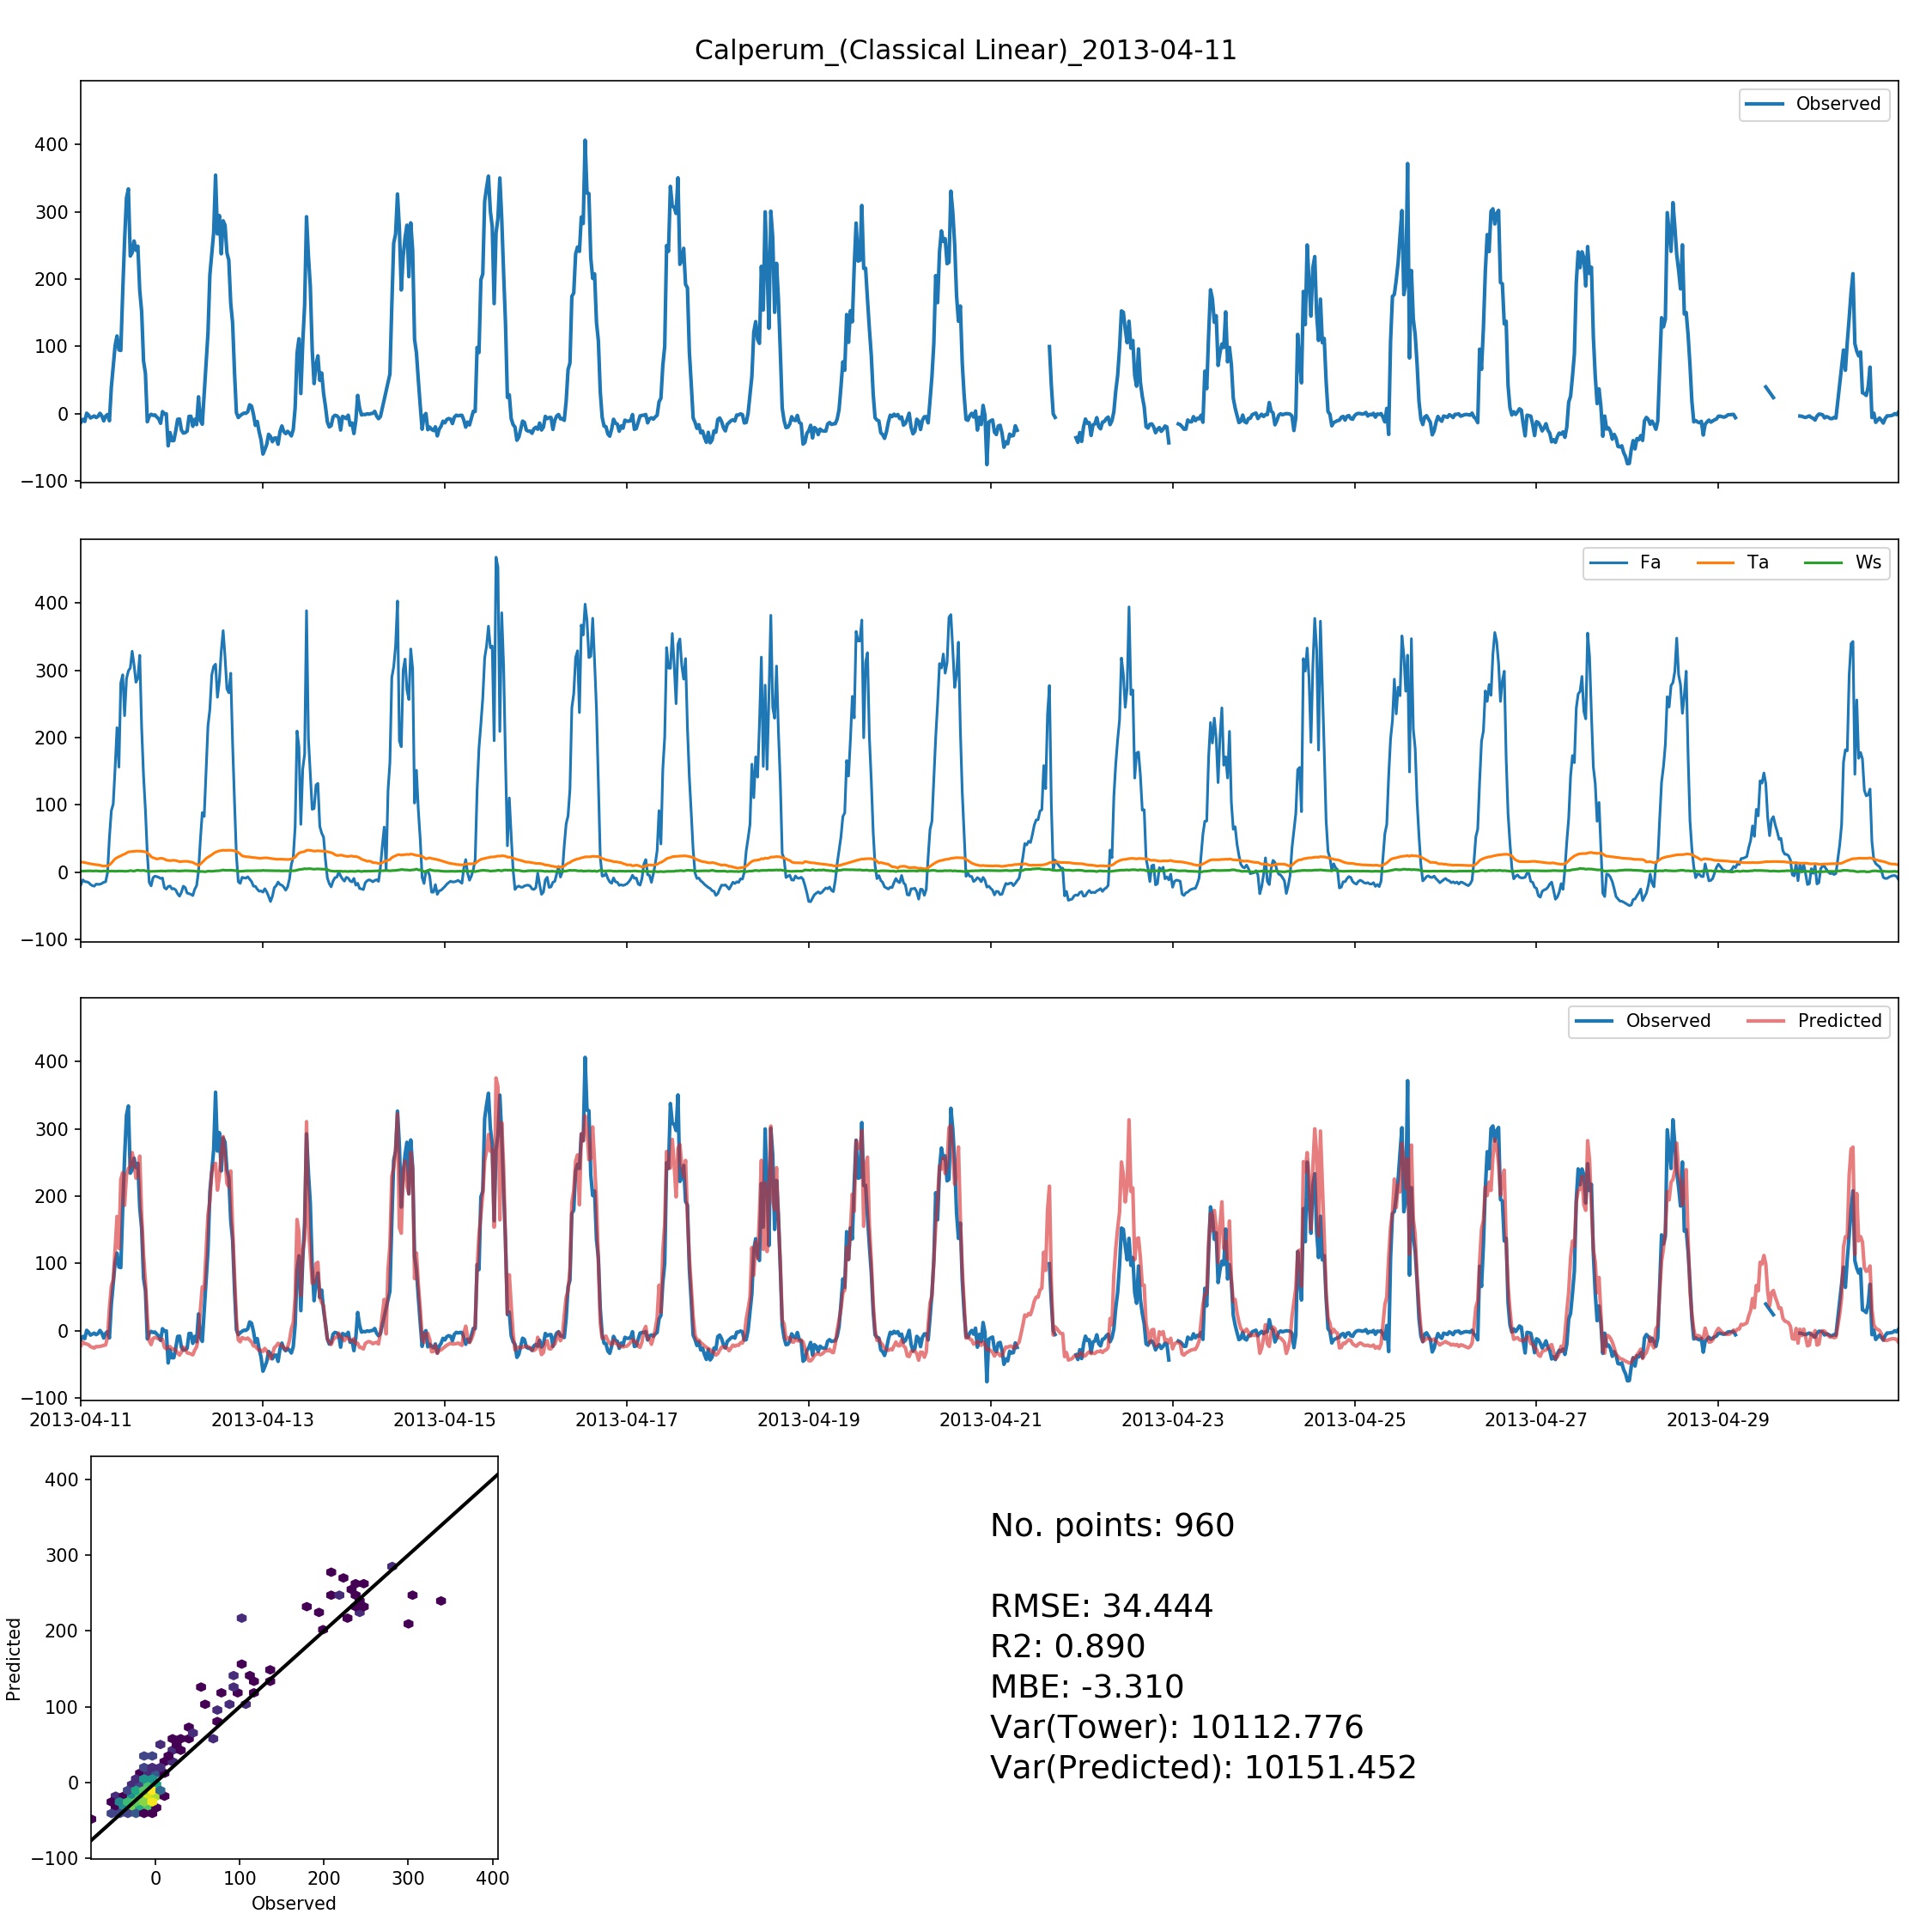 Calperum_(Classical Linear)_2013-04-11
Observed
400
300
200
100
0
−100
Fa Ta Ws
400
300
200
100
0
−100
Observed Predicted
400
300
200
100
0
−100
2013-04-11 2013-04-13 2013-04-15 2013-04-17 2013-04-19 2013-04-21 2013-04-23 2013-04-25 2013-04-27 2013-04-29
400
300
200
100
0
−100
Predicted
0 100 200 300 400
Observed
No. points: 960
RMSE: 34.444
R2: 0.890
MBE: -3.310
Var(Tower): 10112.776
Var(Predicted): 10151.452